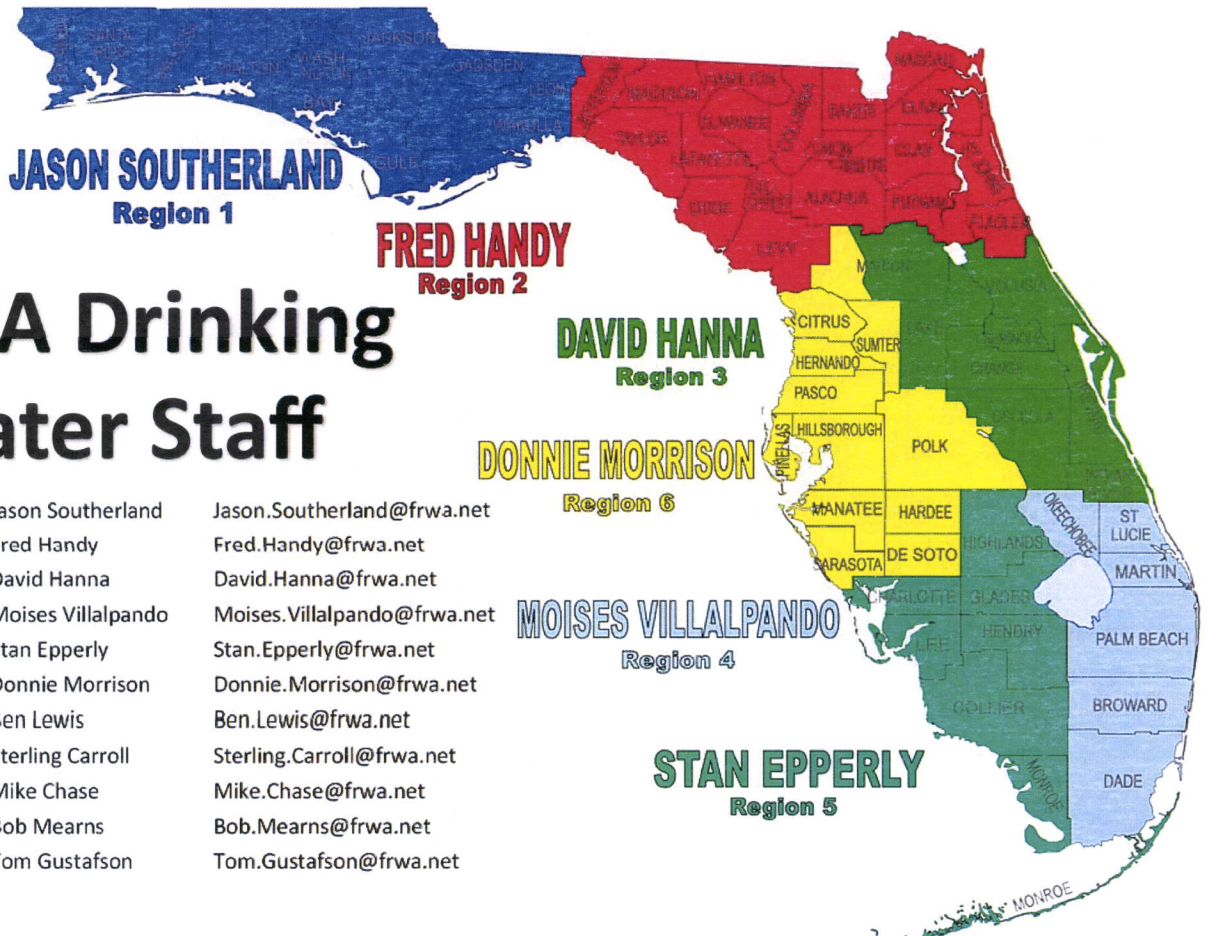 JACKSON
GADSDEN
BAY
GULF
JASON SOUTHERLAND
Region 1
NASSAU
HAMILTON
MADISON
COLUMBIA
BAKER
SUWANNEE
DUVAL
TAYLOR
LAFAYETTE
CLAY
DIXIE
ALACHUA
PUTNAM
FLAGLER
LEVY
FRED HANDY
Region 2
MARION
VOLUSIA
A Drinking
ater Staff
DAVID HANNA
Region 3
CITRUS
SUMTER
LAKE
SEMINOLE
HERNANDO
ORANGE
PASCO
OSCEOLA
HILLSBOROUGH
PINELLAS
POLK
DONNIE MORRISON
Region 6
MANATEE
HARDEE
OKEECHOBEE
ST
LUCIE
HIGHLANDS
SARASOTA
DE SOTO
MARTIN
CHARLOTTE
GLADES
MOISES VILLALPANDO
Region 4
LEE
HENDRY
PALM BEACH
COLLIER
BROWARD
STAN EPPERLY
Region 5
MONROE
DADE
MONROE
ason Southerland Jason.Southerland@frwa.net
red Handy Fred.Handy@frwa.net
David Hanna David.Hanna@frwa.net
Moises Villalpando Moises.Villalpando@frwa.net
tan Epperly Stan.Epperly@frwa.net
Donnie Morrison Donnie.Morrison@frwa.net
en Lewis Ben.Lewis@frwa.net
terling Carroll Sterling.Carroll@frwa.net
Mike Chase Mike.Chase@frwa.net
ob Mearns Bob.Mearns@frwa.net
om Gustafson Tom.Gustafson@frwa.net